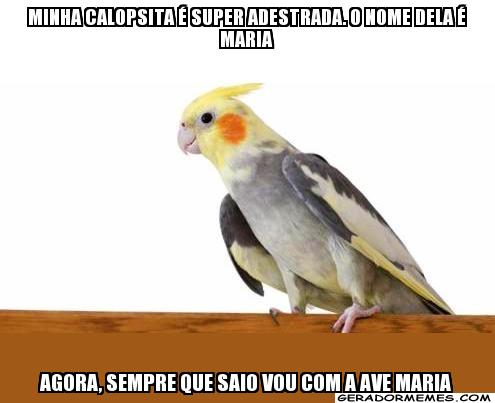 MINHA CALOPSITA É SUPER ADESTRADA. O NOME DELA É
MARIA
AGORA, SEMPRE QUE SAIO VOU COM A AVE MARIA
GERADORMEMES.COM